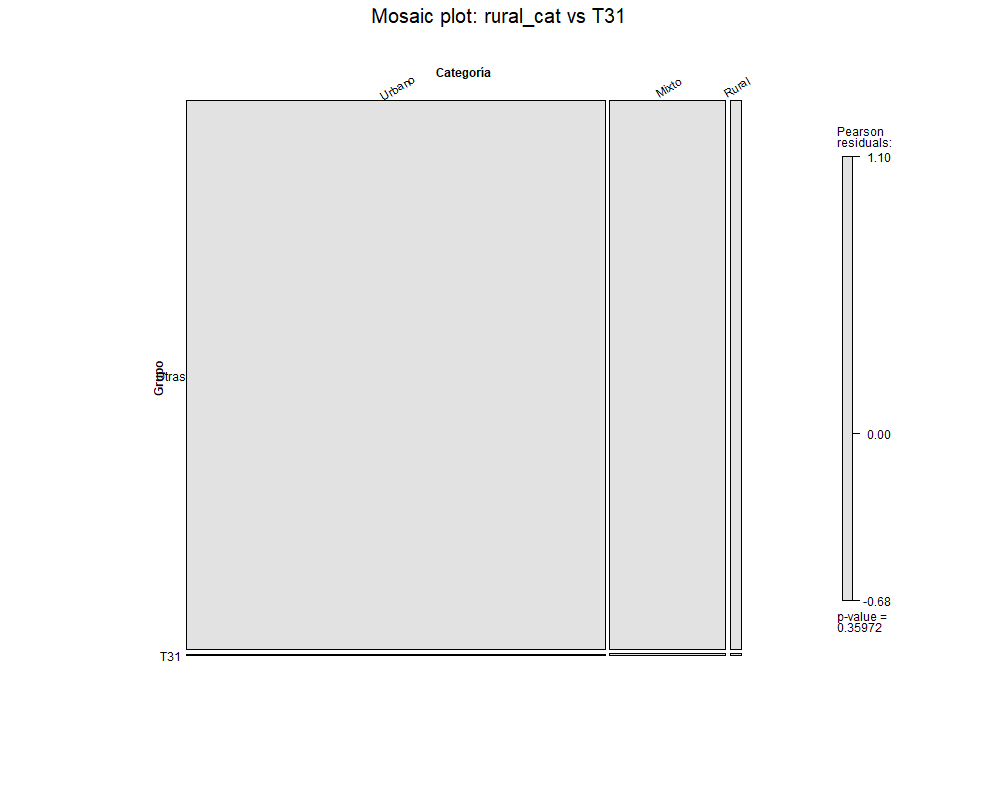 Mosaic plot: rural_cat vs T31
Categoría
Urbano
Mixto
Rural
Pearson
residuals:
1.10
0.00
-0.68
p-value =
0.35972
Grupo
Otras
T31